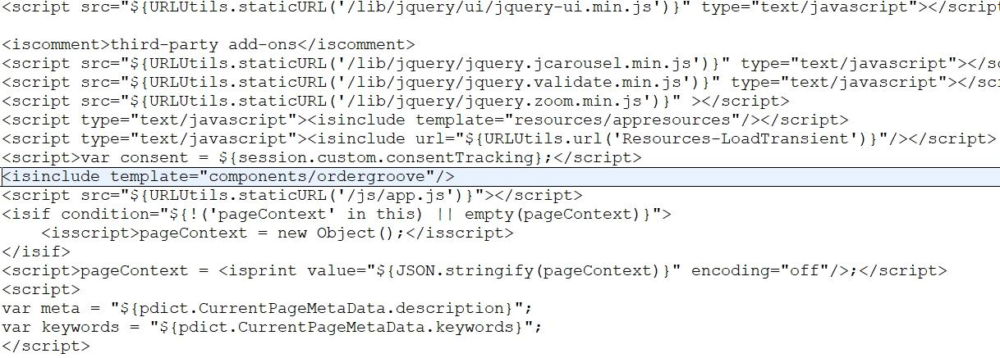 <script src="${URLUtils.staticURL('/lib/jquery/ui/jquery-ui.min.js')}" type="text/javascript"></script
<iscomment>third-party add-ons</iscomment>
<script src="${URLUtils.staticURL('/lib/jquery/jquery.jcarousel.min.js')}" type="text/javascript"></sc
<script src="${URLUtils.staticURL('/lib/jquery/jquery.validate.min.js')}" type="text/javascript"></scr
<script src="${URLUtils.staticURL('/lib/jquery/jquery.zoom.min.js')}" ></script>
<script type="text/javascript"><isinclude template="resources/appresources"/></script>
<script type="text/javascript"><isinclude url="${URLUtils.url('Resources-LoadTransient')}"/></script>
<script>var consent = ${session.custom.consentTracking};</script>
<isinclude template="components/ordergroove"/>
<script src="${URLUtils.staticURL('/js/app.js')}"></script>
<isif condition="${!('pageContext' in this) || empty(pageContext)}">
    <isscript>pageContext = new Object();</isscript>
</isif>
<script>pageContext = <isprint value="${JSON.stringify(pageContext)}" encoding="off"/>;</script>
<script>
var meta = "${pdict.CurrentPageMetaData.description}";
var keywords = "${pdict.CurrentPageMetaData.keywords}";
</script>